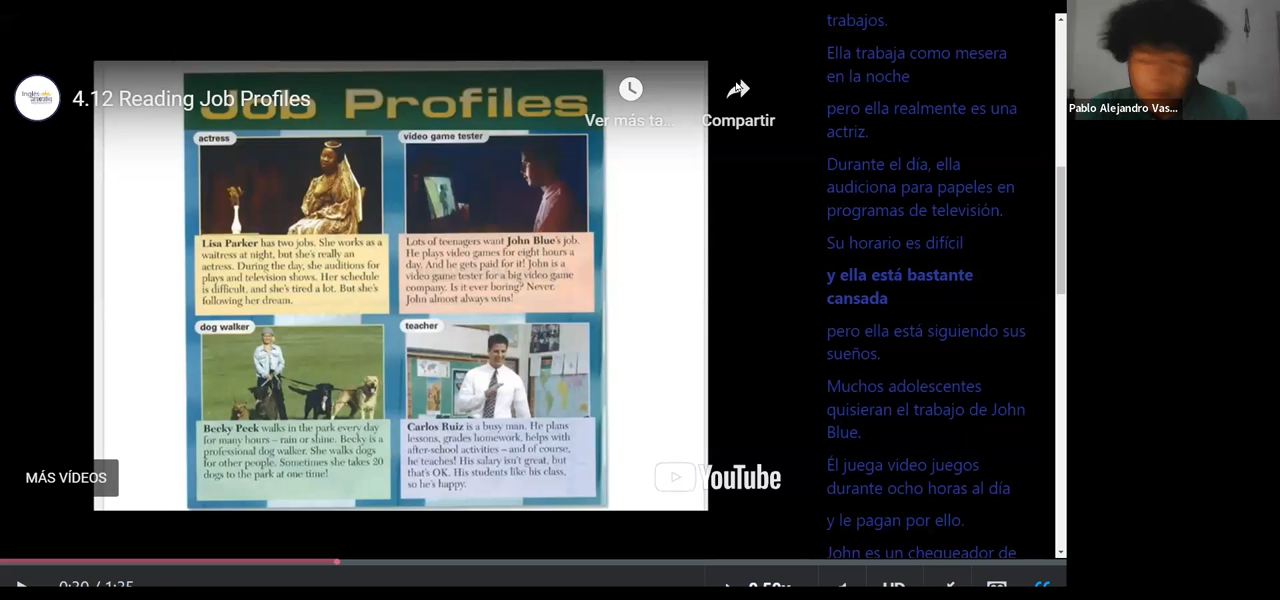 4.12 Reading Job Profiles
Ver más ta...
Compartir
Job Profiles
actress
Lisa Parker has two jobs. She works as a
waitress at night, but she's really an
actress. During the day, she auditions for
plays and television shows. Her schedule
is difficult, and she's tired a lot. But she's
following her dream.
video game tester
Lots of teenagers want John Blue's job.
He plays video games for eight hours a
day. And he gets paid for it! John is a
video game tester for a big video game
company. Is it ever boring? Never.
John almost always wins!
dog walker
Becky Peck walks in the park every day
for many hours – rain or shine. Becky is a
professional dog walker. She walks dogs
for other people. Sometimes she takes 20
dogs to the park at one time!
teacher
Carlos Ruiz is a busy man. He plans
lessons, grades homework, helps with
after-school activities – and of course,
he teaches! His salary isn't great, but
that's OK. His students like his class,
so he's happy.
MÁS VÍDEOS
YouTube
0:30 / 1:35
HD
trabajos.
Ella trabaja como mesera
en la noche
pero ella realmente es una
actriz.
Durante el día, ella
audiciona para papeles en
programas de televisión.
Su horario es difícil
y ella está bastante
cansada
pero ella está siguiendo sus
sueños.
Muchos adolescentes
quisieran el trabajo de John
Blue.
Él juega video juegos
durante ocho horas al día
y le pagan por ello.
John es un chequeador de
Pablo Alejandro Vas...